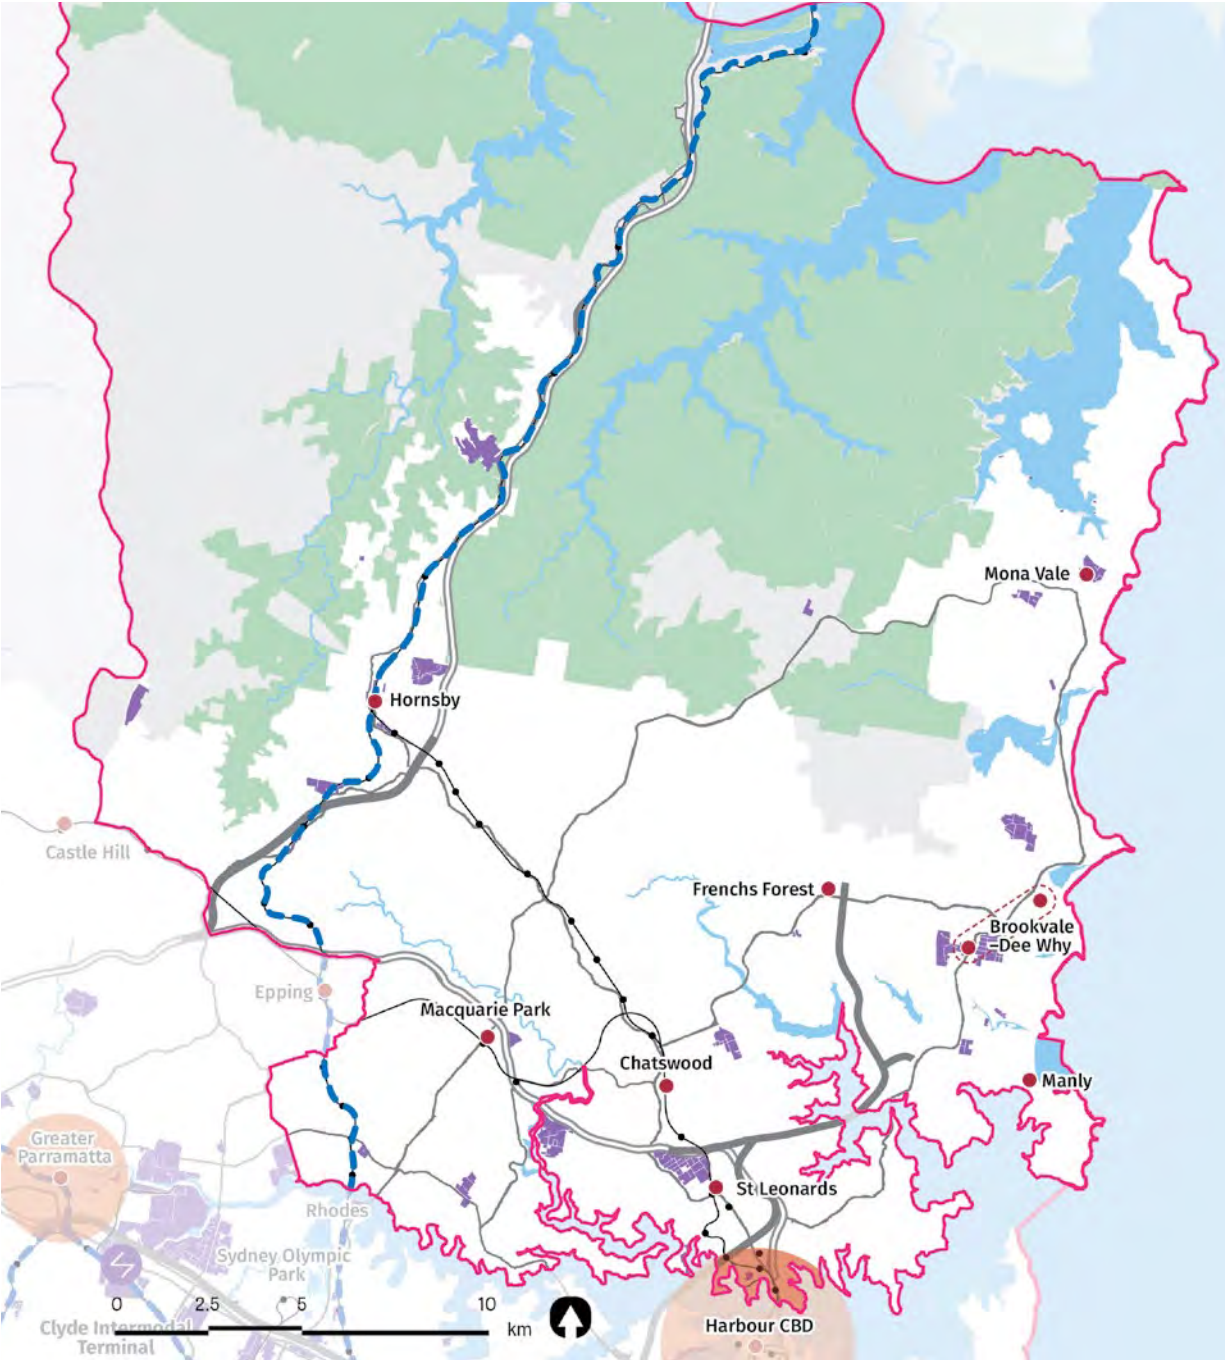 Mona Vale
Hornsby
Castle Hill
Frenchs Forest
Brookvale
–Dee Why
Epping
Macquarie Park
Chatswood
Manly
Greater
Parramatta
St Leonards
Rhodes
Sydney Olympic
Park
0 2.5 5 10
km
Clyde Intermodal
Terminal
Harbour CBD